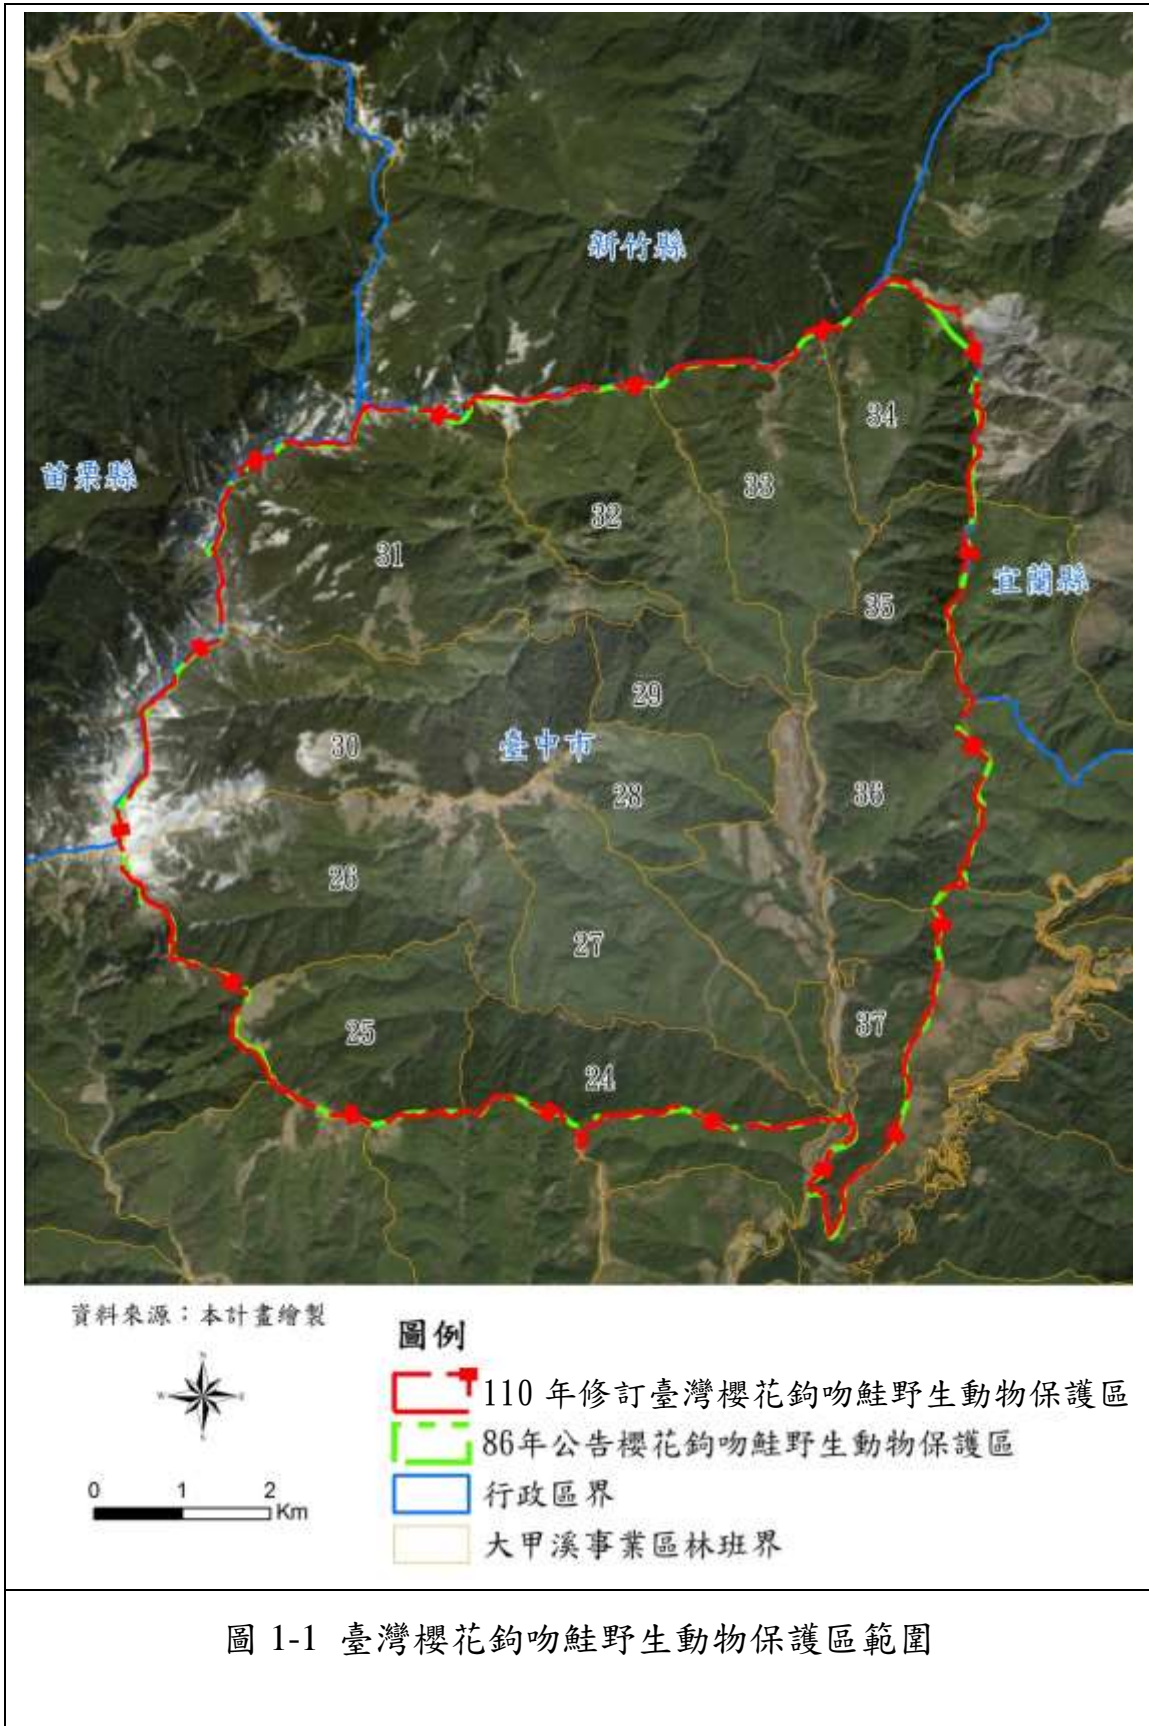 新竹縣
34
苗栗縣
33
32
31
宜蘭縣
35
29
30
臺中市
28
36
26
27
37
25
24
資料來源：本計畫繪製
圖例
N
W
E
S
110 年修訂臺灣櫻花鉤吻鮭野生動物保護區
86年公告櫻花鉤吻鮭野生動物保護區
0 1 2
Km
行政區界
大甲溪事業區林班界
圖 1-1 臺灣櫻花鉤吻鮭野生動物保護區範圍